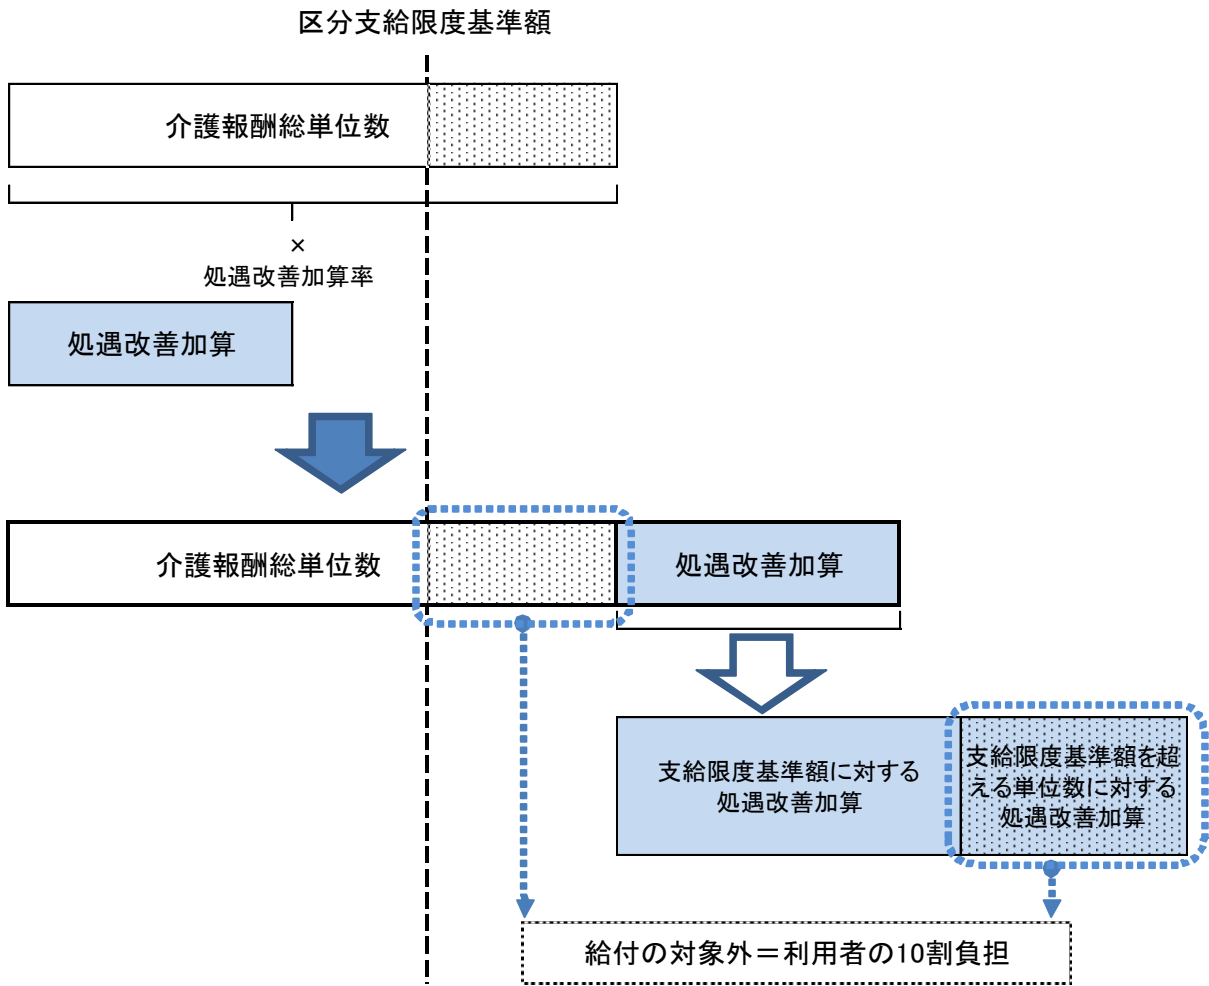 区分支給限度基準額
介護報酬総単位数
×
処遇改善加算率
処遇改善加算
介護報酬総単位数
処遇改善加算
支給限度基準額に対する
処遇改善加算
支給限度基準額を超
える単位数に対する
処遇改善加算
給付の対象外＝利用者の10割負担